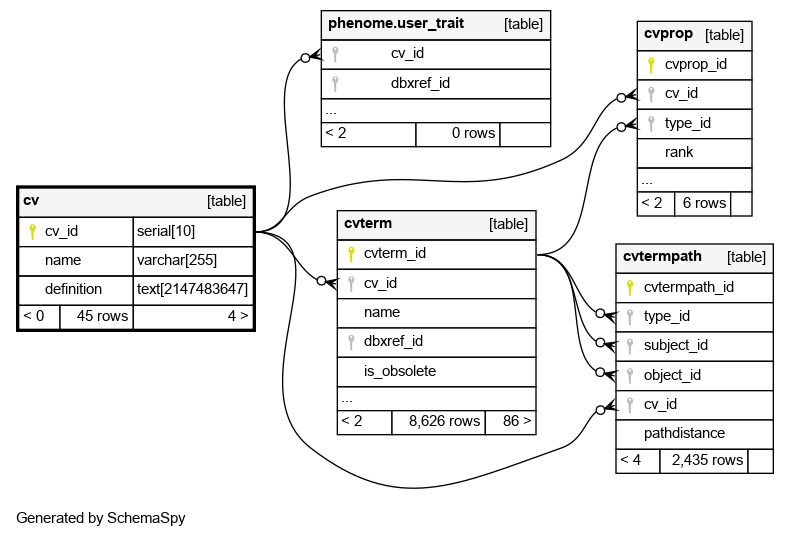 phenome.user_trait [table]
cv_id
dbxref_id
...
< 2 0 rows
cvprop [table]
cvprop_id
cv_id
type_id
rank
...
< 2 6 rows
cv [table]
cv_id serial[10]
name varchar[255]
definition text[2147483647]
< 0 45 rows 4 >
cvterm [table]
cvterm_id
cv_id
name
dbxref_id
is_obsolete
...
< 2 8,626 rows 86 >
cvtermpath [table]
cvtermpath_id
type_id
subject_id
object_id
cv_id
pathdistance
< 4 2,435 rows
Generated by SchemaSpy